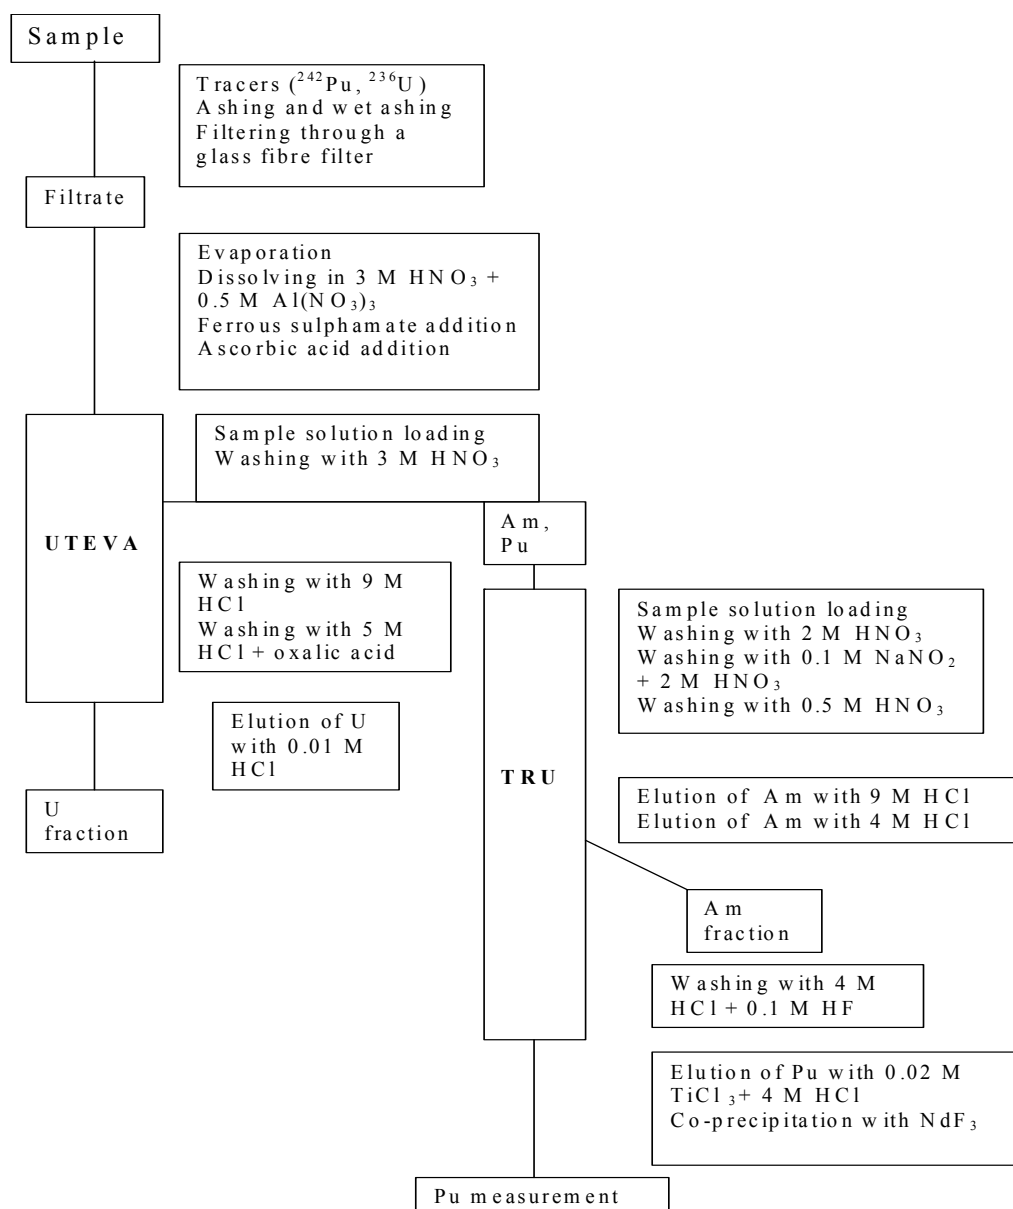 Sample
Tracers (²⁴²Pu, ²³⁶U)
Ashing and wet ashing
Filtering through a
glass fibre filter
Filtrate
Evaporation
Dissolving in 3 M HNO₃ +
0.5 M Al(NO₃)₃
Ferrous sulphamate addition
Ascorbic acid addition
Sample solution loading
Washing with 3 M HNO₃
UTEVA
Am,
Pu
Washing with 9 M
HCl
Washing with 5 M
HCl + oxalic acid
Sample solution loading
Washing with 2 M HNO₃
Washing with 0.1 M NaNO₂
+ 2 M HNO₃
Washing with 0.5 M HNO₃
Elution of U
with 0.01 M
HCl
TRU
U
fraction
Elution of Am with 9 M HCl
Elution of Am with 4 M HCl
Am
fraction
Washing with 4 M
HCl + 0.1 M HF
Elution of Pu with 0.02 M
TiCl₃ + 4 M HCl
Co-precipitation with NdF₃
Pu measurement